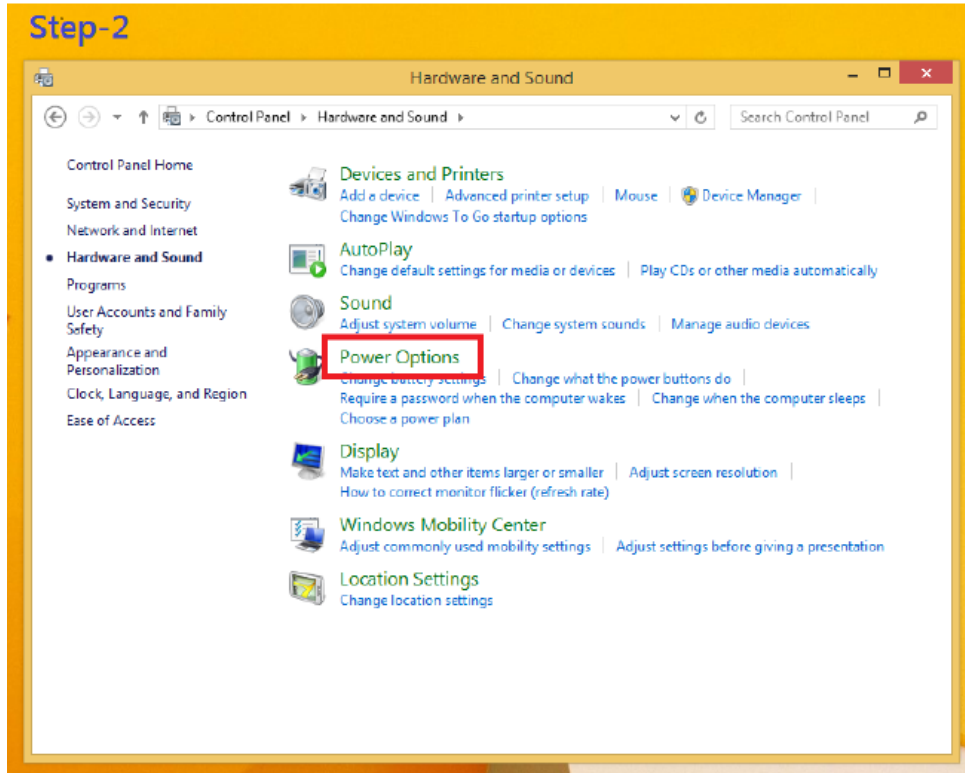 Step-2
Hardware and Sound
Control Panel Hardware and Sound
Search Control Panel
Control Panel Home
System and Security
Network and Internet
Hardware and Sound
Programs
User Accounts and Family
Safety
Appearance and
Personalization
Clock, Language, and Region
Ease of Access
Devices and Printers
Add a device Advanced printer setup Mouse Device Manager
Change Windows To Go startup options
AutoPlay
Change default settings for media or devices Play CDs or other media automatically
Sound
Adjust system volume Change system sounds Manage audio devices
Power Options
Change battery settings Change what the power buttons do
Require a password when the computer wakes Change when the computer sleeps
Choose a power plan
Display
Make text and other items larger or smaller Adjust screen resolution
How to correct monitor flicker (refresh rate)
Windows Mobility Center
Adjust commonly used mobility settings Adjust settings before giving a presentation
Location Settings
Change location settings